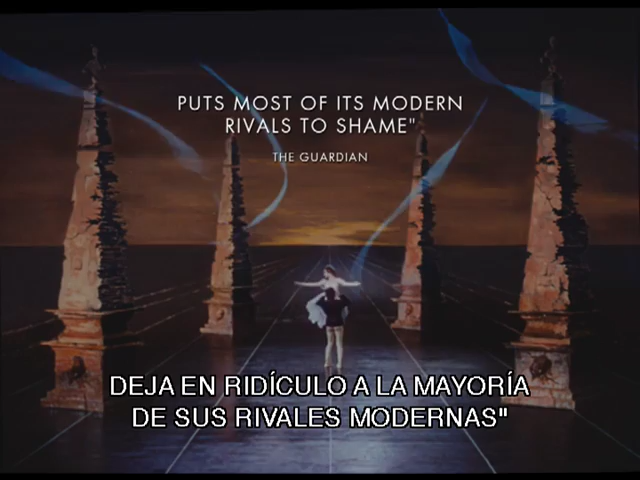 PUTS MOST OF ITS MODERN
RIVALS TO SHAME"
THE GUARDIAN
DEJA EN RIDÍCULO A LA MAYORÍA
DE SUS RIVALES MODERNAS"